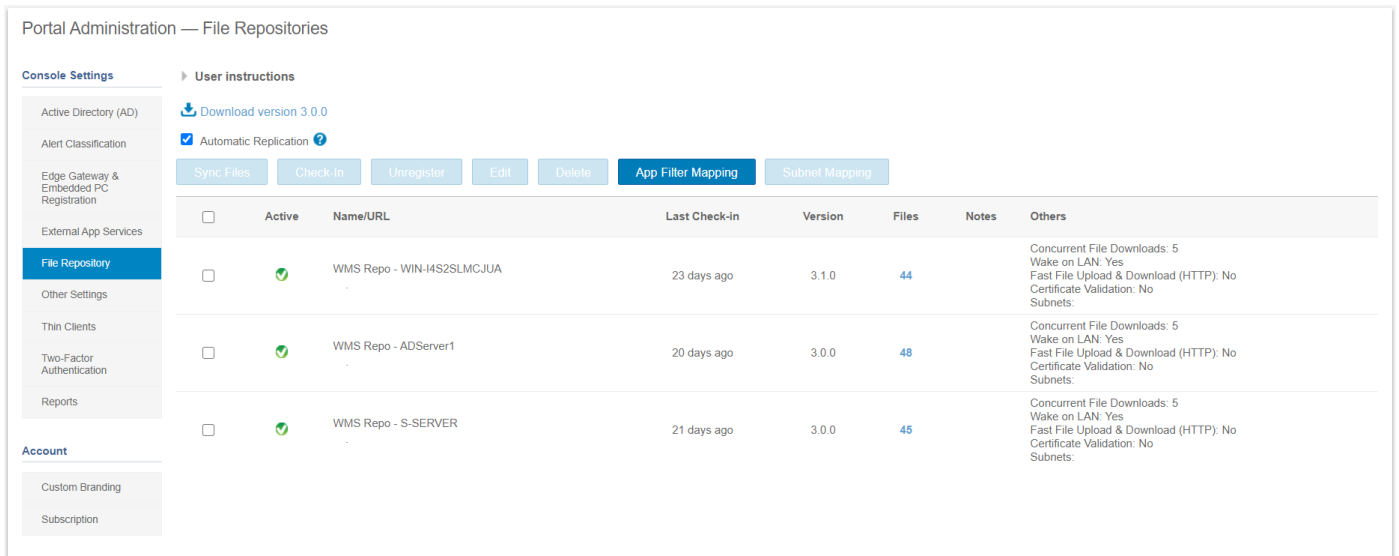 Portal Administration — File Repositories
Console Settings
Active Directory (AD)
Alert Classification
Edge Gateway &
Embedded PC
Registration
External App Services
File Repository
Other Settings
Thin Clients
Two-Factor
Authentication
Reports
Account
Custom Branding
Subscription
User instructions
Download version 3.0.0
Automatic Replication ?
Sync Files Check-In Unregister Edit Delete App Filter Mapping Subnet Mapping
Active Name/URL Last Check-in Version Files Notes Others
WMS Repo - WIN-I4S2SLMCJUA 23 days ago 3.1.0 44
Concurrent File Downloads: 5
Wake on LAN: Yes
Fast File Upload & Download (HTTP): No
Certificate Validation: No
Subnets:
WMS Repo - ADServer1 20 days ago 3.0.0 48
Concurrent File Downloads: 5
Wake on LAN: Yes
Fast File Upload & Download (HTTP): No
Certificate Validation: No
Subnets:
WMS Repo - S-SERVER 21 days ago 3.0.0 45
Concurrent File Downloads: 5
Wake on LAN: Yes
Fast File Upload & Download (HTTP): No
Certificate Validation: No
Subnets: